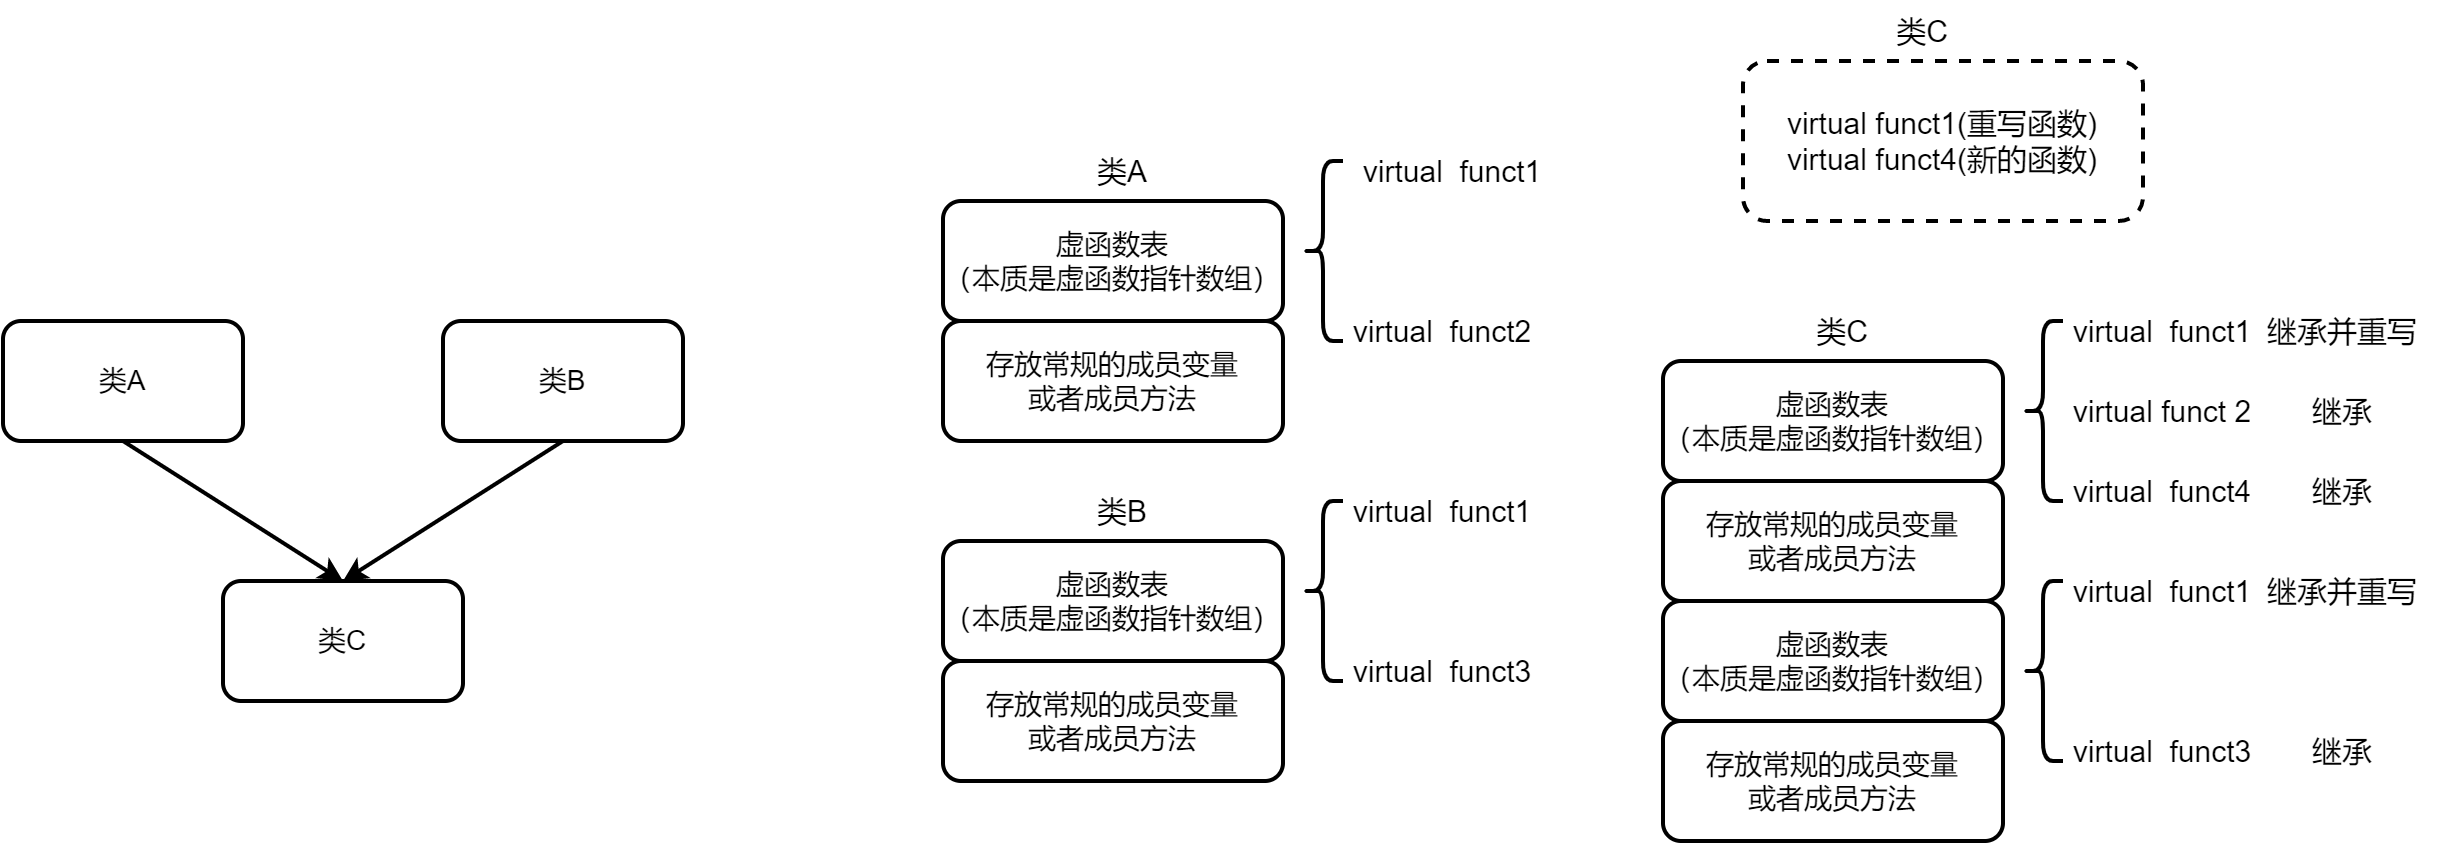 类A
类B
类C
类A
虚函数表
（本质是虚函数指针数组）
存放常规的成员变量
或者成员方法
virtual  funct1
virtual  funct2
类B
虚函数表
（本质是虚函数指针数组）
存放常规的成员变量
或者成员方法
virtual  funct1
virtual  funct3
类C
virtual funct1(重写函数)
virtual funct4(新的函数)
类C
虚函数表
（本质是虚函数指针数组）
存放常规的成员变量
或者成员方法
虚函数表
（本质是虚函数指针数组）
存放常规的成员变量
或者成员方法
virtual  funct1  继承并重写
virtual funct 2  继承
virtual  funct4  继承
virtual  funct1  继承并重写
virtual  funct3  继承